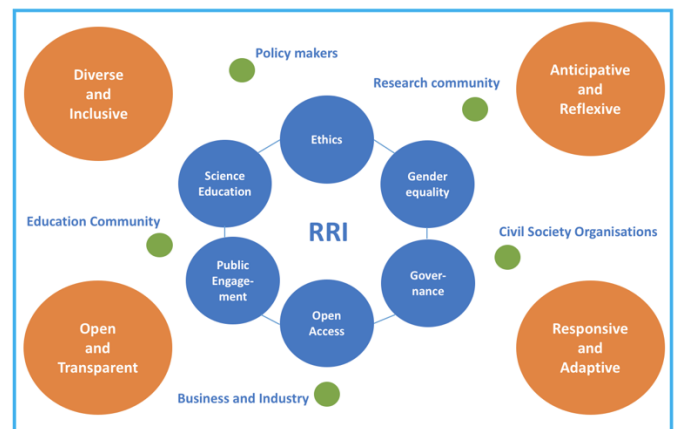 Policy makers
Diverse
and
Inclusive
Research community
Anticipative
and
Reflexive
Ethics
Science
Education
Gender
equality
Education Community
RRI
Civil Society Organisations
Public
Engage-
ment
Gover-
nance
Open
Access
Open
and
Transparent
Responsive
and
Adaptive
Business and Industry